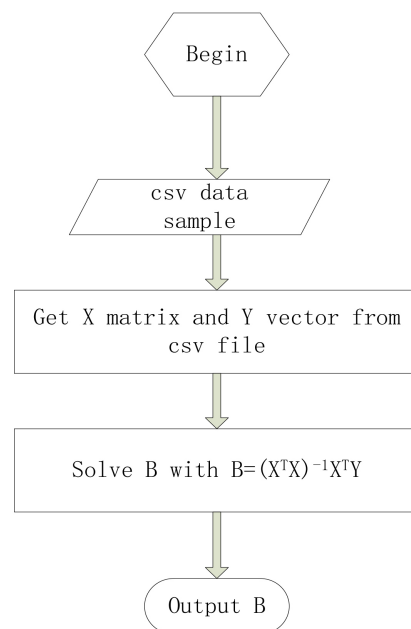 Begin
csv data
sample
Get X matrix and Y vector from
csv file
Solve B with B=(XᵀX)⁻¹XᵀY
Output B